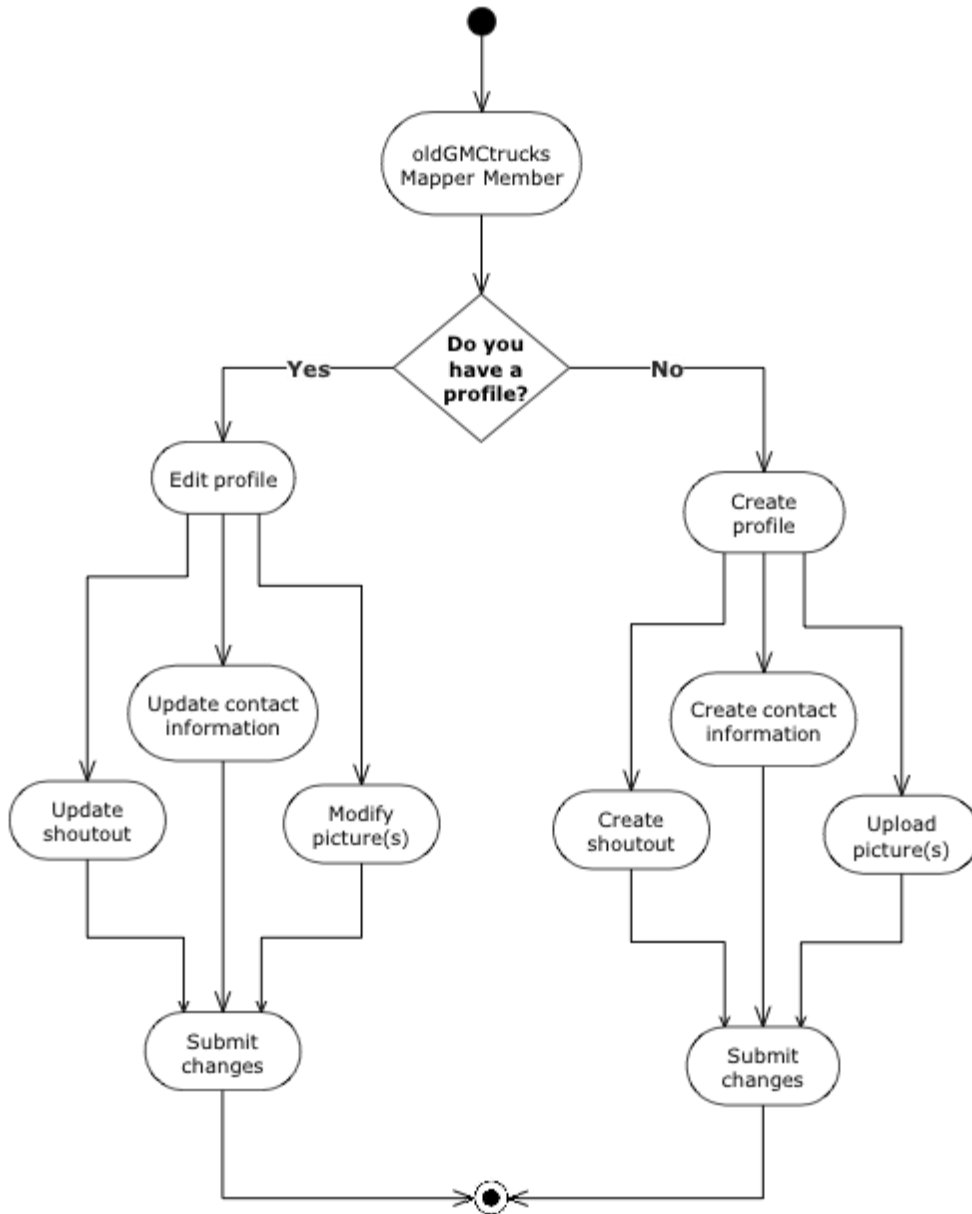 oldGMCtrucks
Mapper Member
Do you
have a
profile?
Yes
No
Edit profile
Create
profile
Update contact
information
Create contact
information
Update
shoutout
Modify
picture(s)
Create
shoutout
Upload
picture(s)
Submit
changes
Submit
changes